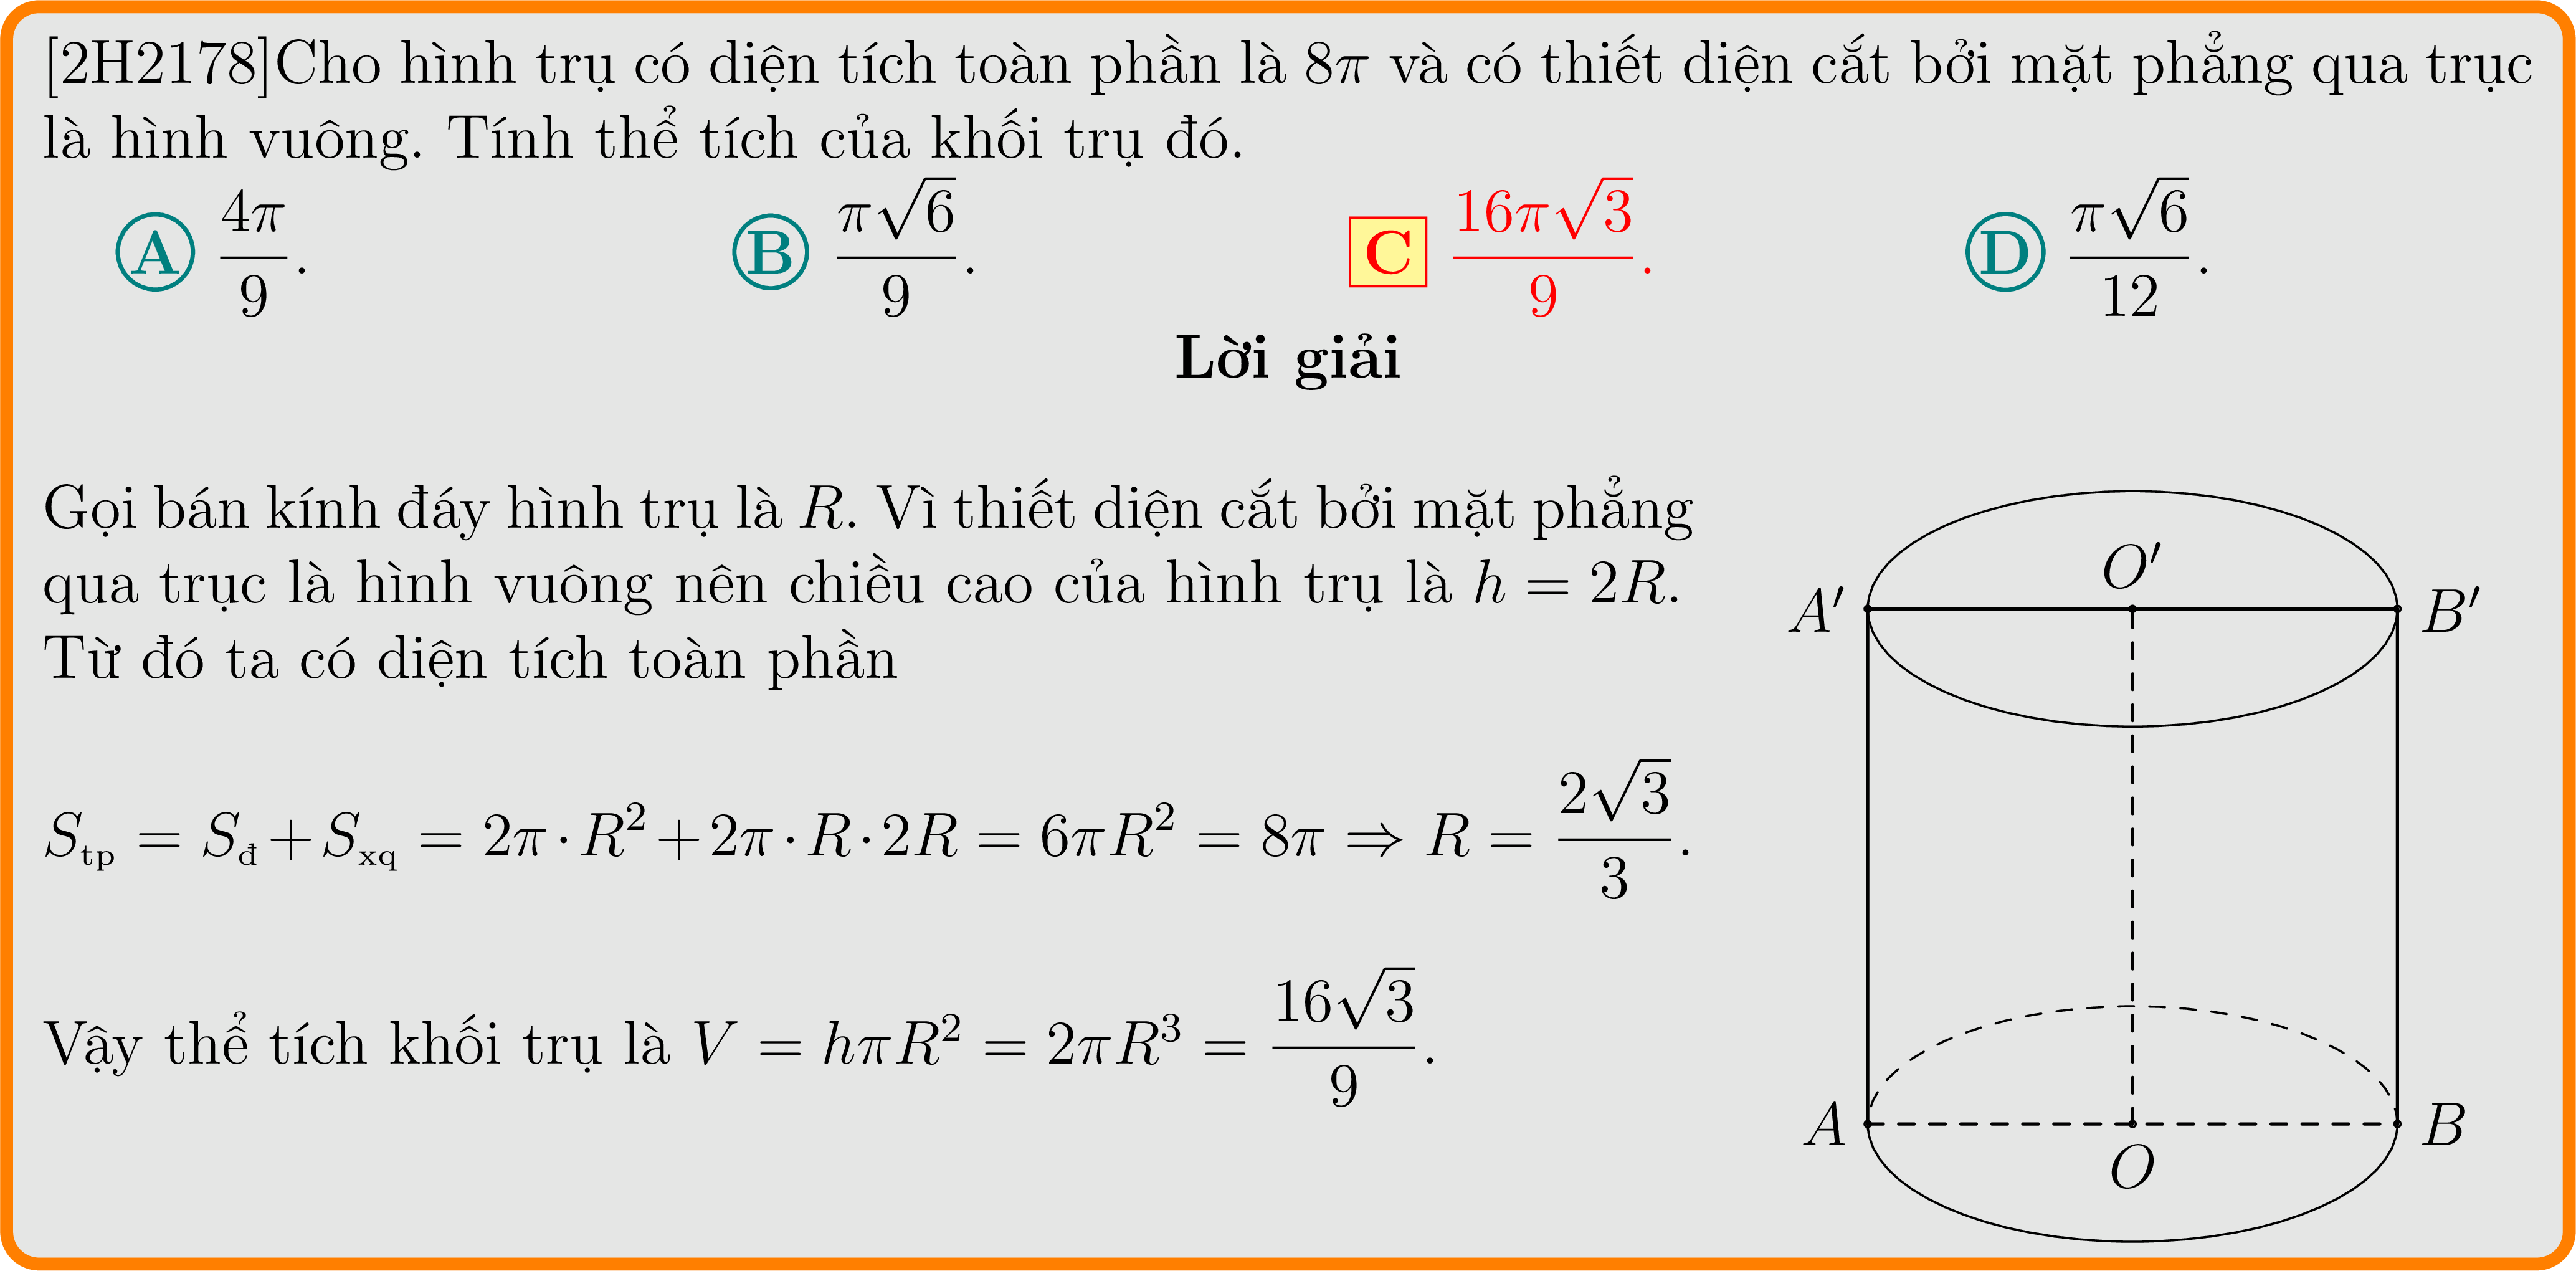 [2H2178]Cho hình trụ có diện tích toàn phần là 8π và có thiết diện cắt bởi mặt phẳng qua trục
là hình vuông. Tính thể tích của khối trụ đó.
A $\frac{4\pi}{9}$. B $\frac{\pi\sqrt{6}}{9}$. C $\frac{16\pi\sqrt{3}}{9}$. D $\frac{\pi\sqrt{6}}{12}$.
Lời giải
Gọi bán kính đáy hình trụ là R. Vì thiết diện cắt bởi mặt phẳng
qua trục là hình vuông nên chiều cao của hình trụ là h = 2R.
Từ đó ta có diện tích toàn phần
$S_{\text{tp}} = S_{\text{đ}} + S_{\text{xq}} = 2\pi \cdot R^2 + 2\pi \cdot R \cdot 2R = 6\pi R^2 = 8\pi \Rightarrow R = \frac{2\sqrt{3}}{3}$.
Vậy thể tích khối trụ là $V = h\pi R^2 = 2\pi R^3 = \frac{16\sqrt{3}}{9}$.
O′
A′ B′
A B
O